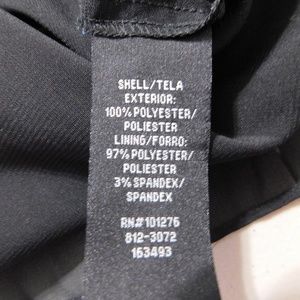 SHELL/TELA
EXTERIOR:
100% POLYESTER/
POLIESTER
LINING/FORRO:
97% POLYESTER/
POLIESTER
3% SPANDEX/
SPANDEX
RN#101276
812-3072
163493